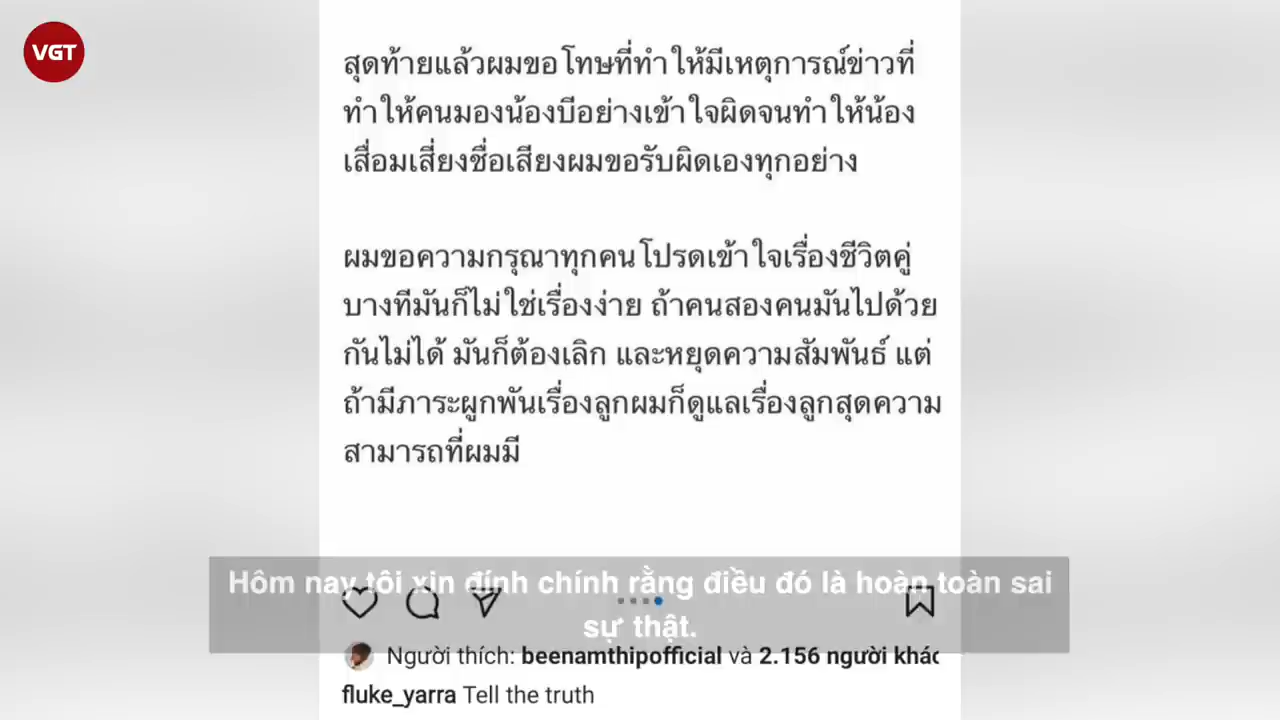 VGT
สุดท้ายแล้วผมขอโทษที่ทำให้มีเหตุการณ์ข่าวที่
ทำให้คนมองน้องบีอย่างเข้าใจผิดจนทำให้น้อง
เสื่อมเสี่ยงชื่อเสียงผมขอรับผิดเองทุกอย่าง
ผมขอความกรุณาทุกคนโปรดเข้าใจเรื่องชีวิตคู่
บางทีมันก็ไม่ใช่เรื่องง่าย ถ้าคนสองคนมันไปด้วย
กันไม่ได้ มันก็ต้องเลิก และหยุดความสัมพันธ์ แต่
ถ้ามีภาระผูกพันเรื่องลูกผมก็ดูแลเรื่องลูกสุดความ
สามารถที่ผมมี
Hôm nay tôi xin đính chính rằng điều đó là hoàn toàn sai
sự thật.
Người thích: beenamthipofficial và 2.156 người khác
fluke_yarra Tell the truth